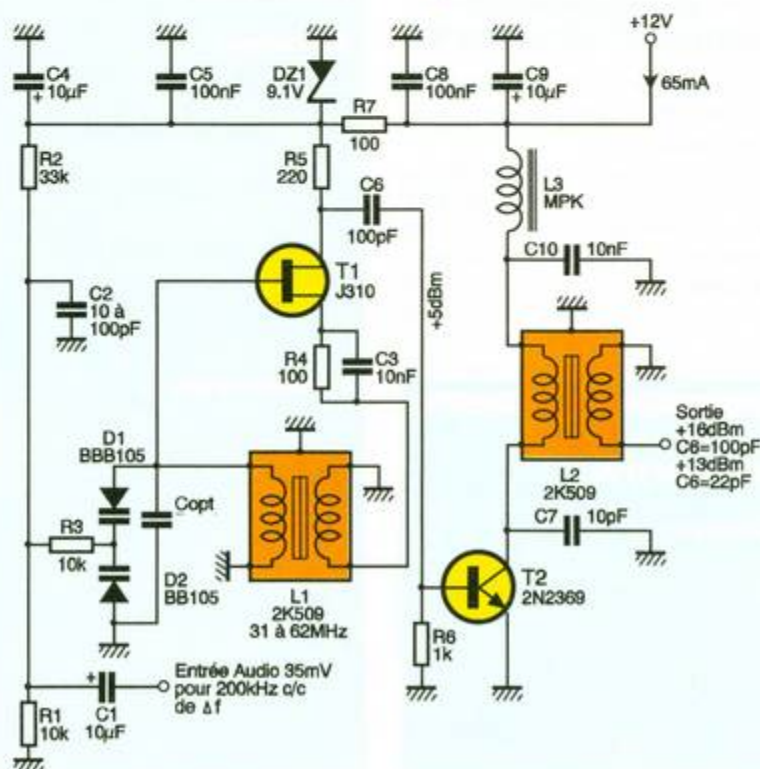 +12V
C4
10µF
+
C5
100nF
DZ1
9.1V
C8
100nF
C9
10µF
+
65mA
R7
100
R2
33k
R5
220
C6
100pF
L3
MPK
C10
10nF
T1
J310
C2
10 à
100pF
+5dBm
R4
100
C3
10nF
D1
BBB105
Copt
Sortie
+16dBm
C6=100pF
+13dBm
C6=22pF
L2
2K509
C7
10pF
R3
10k
D2
BB105
L1
2K509
31 à 62MHz
T2
2N2369
R6
1k
Entrée Audio 35mV
pour 200kHz c/c
de Δf
+
C1
10µF
R1
10k